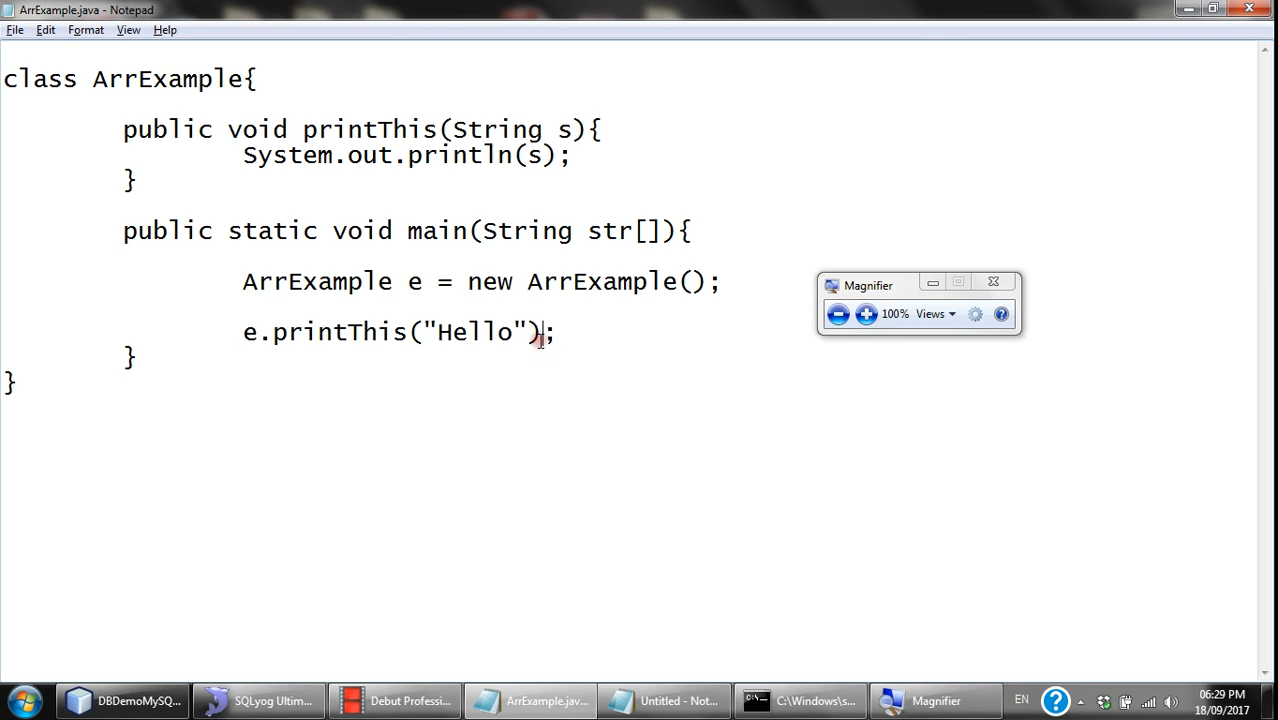 ArrExample.java - Notepad
File Edit Format View Help
class ArrExample{
public void printThis(String s){
System.out.println(s);
}
public static void main(String str[]){
ArrExample e = new ArrExample();
e.printThis("Hello");
}
}
Magnifier
100% Views
DBDemoMySQ... SQLyog Ultim... Debut Professi... ArrExample.jav... Untitled - Not... C:\Windows\s... Magnifier EN 06:29 PM
18/09/2017